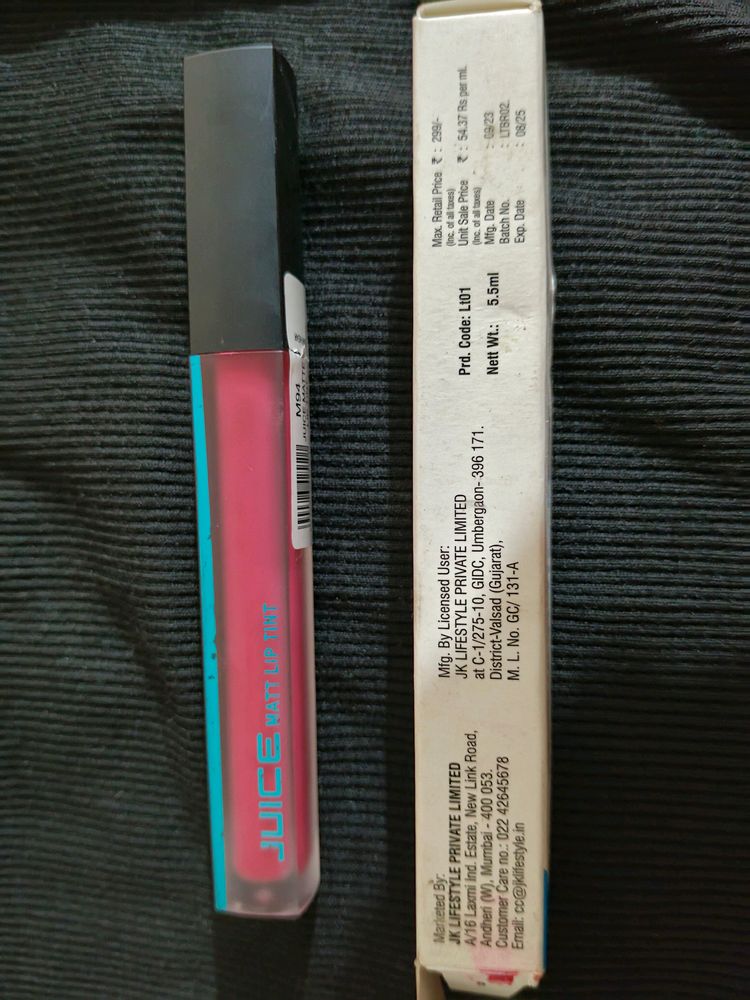 JUICE MATT LIP TINT
M94
JUICE MATTE
Max. Retail Price ₹ : 299/-
(Inc. of all taxes)
Unit Sale Price ₹ : 54.37 Rs per ml.
(Inc. of all taxes)
Mfg. Date : 09/23
Batch No. : LTBR02
Exp. Date : 08/25
Prd. Code: Lt01
Nett Wt.: 5.5ml
Mfg. By Licensed User:
JK LIFESTYLE PRIVATE LIMITED
at C-1/275-10, GIDC, Umbergaon- 396 171.
District-Valsad (Gujarat),
M. L. No. GC/ 131-A
Marketed By:
JK LIFESTYLE PRIVATE LIMITED
A/16 Laxmi Ind. Estate, New Link Road,
Andheri (W), Mumbai - 400 053.
Customer Care no.: 022 42645678
Email: cc@jklifestyle.in